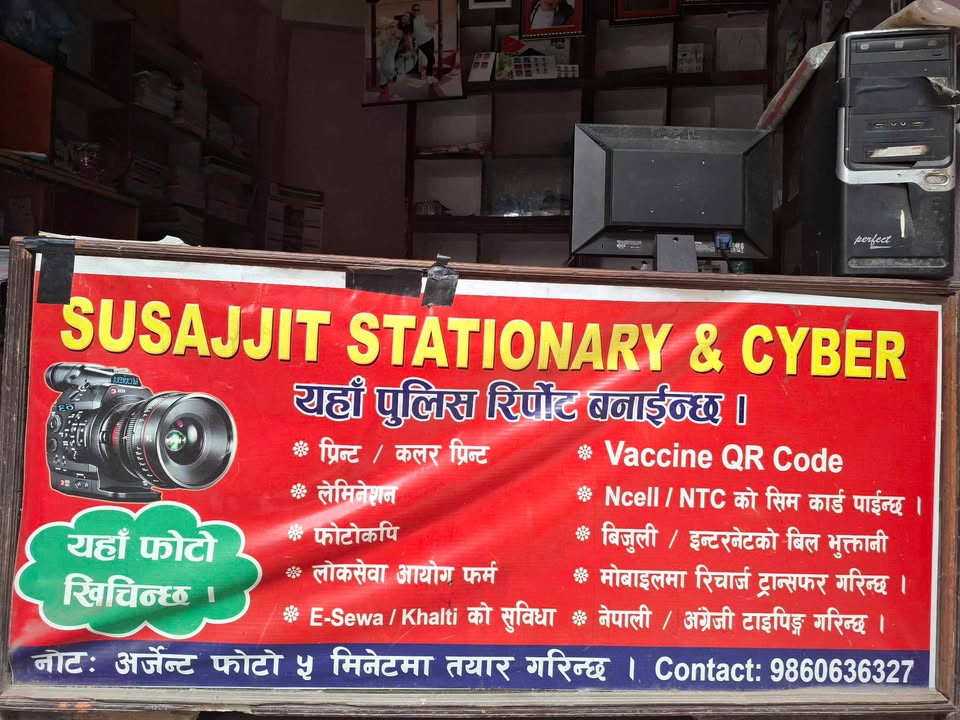 perfect
SUSAJJIT STATIONARY & CYBER
यहाँ पुलिस रिर्पोट बनाईन्छ ।
❊ प्रिन्ट / कलर प्रिन्ट
❊ लेमिनेशन
❊ फोटोकपि
❊ लोकसेवा आयोग फर्म
❊ E-Sewa / Khalti को सुविधा
❊ Vaccine QR Code
❊ Ncell / NTC को सिम कार्ड पाईन्छ ।
❊ बिजुली / इन्टरनेटको बिल भुक्तानी
❊ मोबाइलमा रिचार्ज ट्रान्सफर गरिन्छ ।
❊ नेपाली / अंग्रेजी टाइपिङ्ग गरिन्छ ।
यहाँ फोटो
खिचिन्छ ।
नोटः अर्जेन्ट फोटो ५ मिनेटमा तयार गरिन्छ । Contact: 9860636327